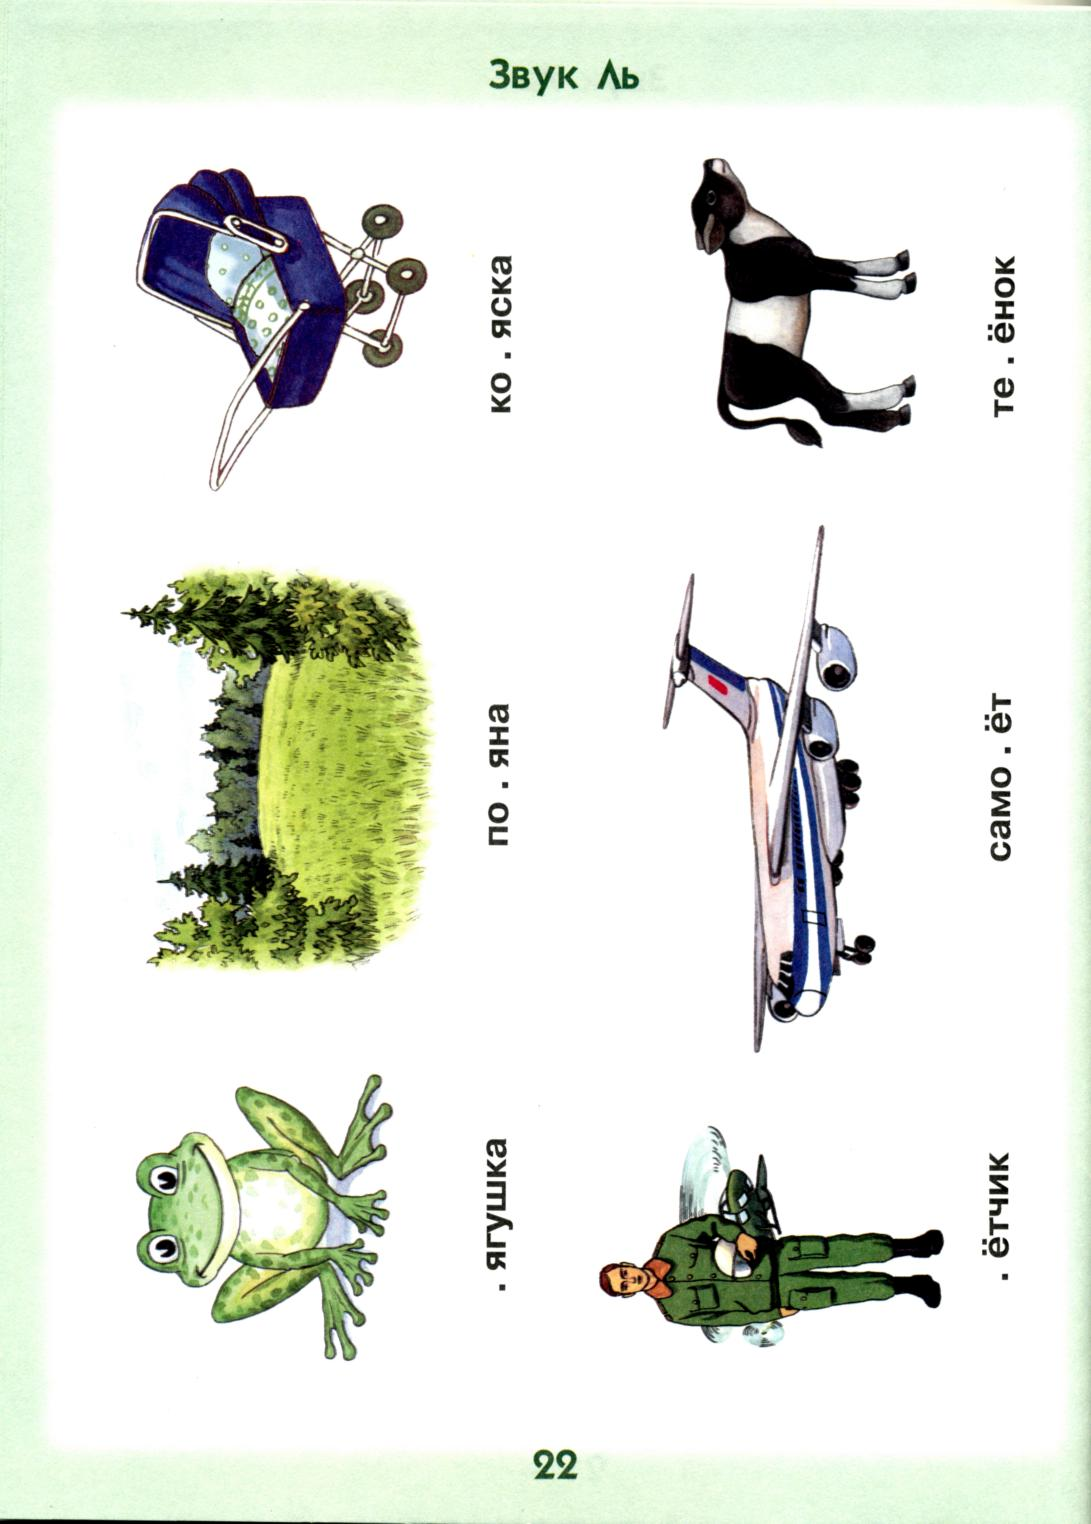 Звук Ль
. ягушка
по . яна
ко . яска
. ётчик
само . ёт
те . ёнок
22